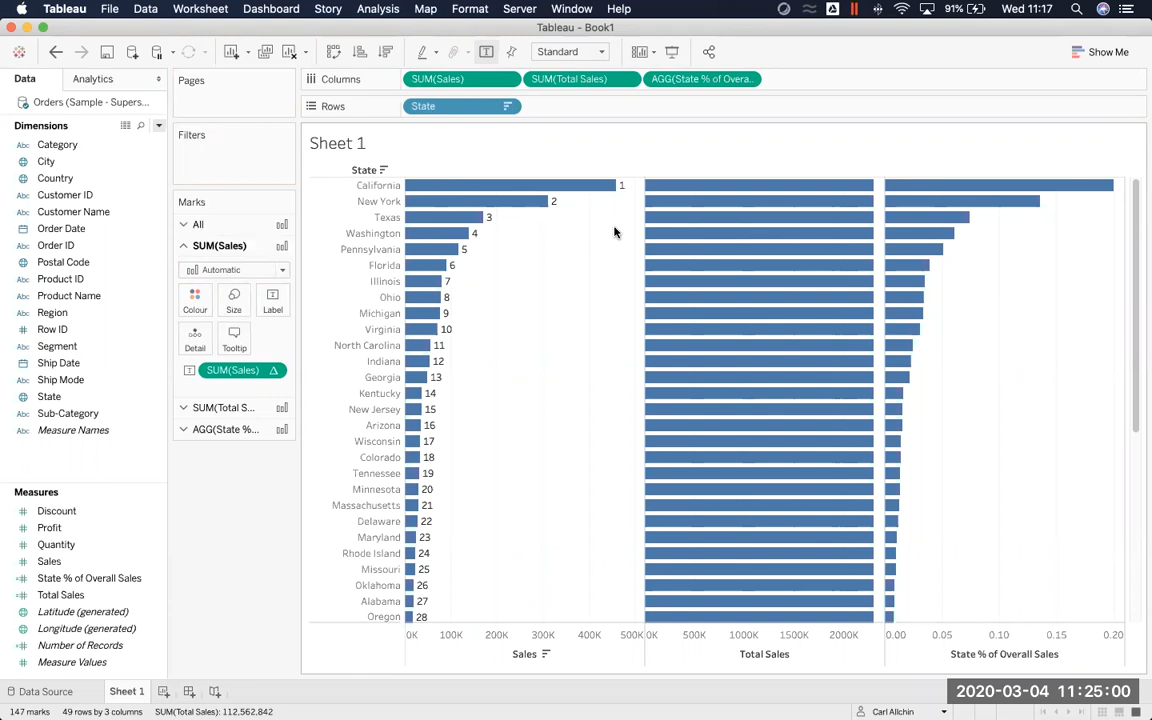 Tableau File Data Worksheet Dashboard Story Analysis Map Format Server Window Help 91% Wed 11:17
Tableau - Book1
Standard Show Me
Data Analytics Pages Columns SUM(Sales) SUM(Total Sales) AGG(State % of Overa..
Orders (Sample - Supers... Rows State
Dimensions
Abc Category
City
Country
Abc Customer ID
Abc Customer Name
Order Date
Abc Order ID
Postal Code
Abc Product ID
Abc Product Name
Abc Region
Row ID
Abc Segment
Ship Date
Abc Ship Mode
State
Abc Sub-Category
Abc Measure Names
Measures
Discount
Profit
Quantity
Sales
State % of Overall Sales
Total Sales
Latitude (generated)
Longitude (generated)
Number of Records
Measure Values
Filters
Marks
All
SUM(Sales)
Automatic
Colour Size Label
Detail Tooltip
SUM(Sales)
SUM(Total S...
AGG(State %...
Sheet 1
State
California 1
New York 2
Texas 3
Washington 4
Pennsylvania 5
Florida 6
Illinois 7
Ohio 8
Michigan 9
Virginia 10
North Carolina 11
Indiana 12
Georgia 13
Kentucky 14
New Jersey 15
Arizona 16
Wisconsin 17
Colorado 18
Tennessee 19
Minnesota 20
Massachusetts 21
Delaware 22
Maryland 23
Rhode Island 24
Missouri 25
Oklahoma 26
Alabama 27
Oregon 28
0K 100K 200K 300K 400K 500K 0K 500K 1000K 1500K 2000K 0.00 0.05 0.10 0.15 0.20
Sales Total Sales State % of Overall Sales
Data Source Sheet 1
2020-03-04 11:25:00
147 marks 49 rows by 3 columns SUM(Total Sales): 112,562,842 Carl Allchin